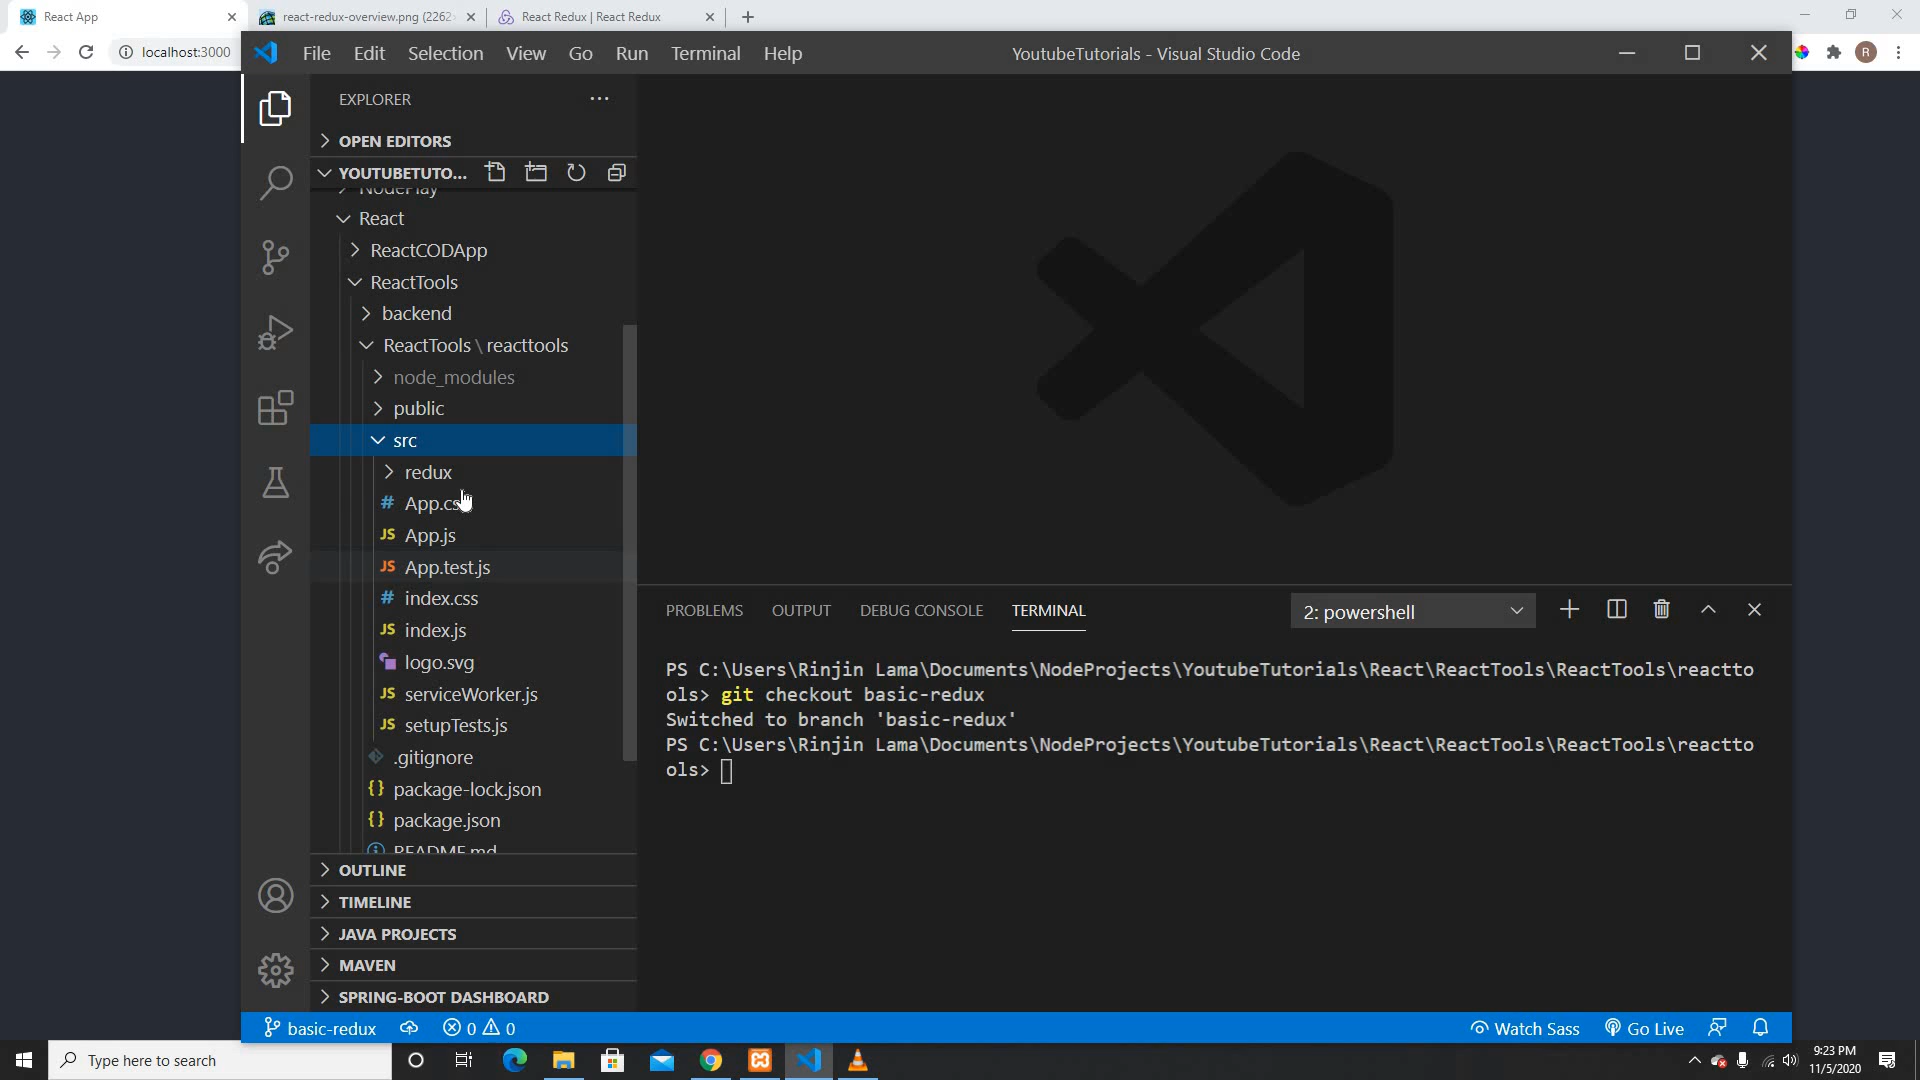 React App
react-redux-overview.png (2262
React Redux | React Redux
localhost:3000
R
File Edit Selection View Go Run Terminal Help
YoutubeTutorials - Visual Studio Code
EXPLORER
OPEN EDITORS
YOUTUBETUTO...
NodePlay
React
ReactCODApp
ReactTools
backend
ReactTools \ reacttools
node_modules
public
src
redux
# App.cs
JS App.js
JS App.test.js
# index.css
JS index.js
logo.svg
JS serviceWorker.js
JS setupTests.js
.gitignore
{} package-lock.json
{} package.json
README.md
OUTLINE
TIMELINE
JAVA PROJECTS
MAVEN
SPRING-BOOT DASHBOARD
PROBLEMS OUTPUT DEBUG CONSOLE TERMINAL
2: powershell
PS C:\Users\Rinjin Lama\Documents\NodeProjects\YoutubeTutorials\React\ReactTools\ReactTools\reactto
ols> git checkout basic-redux
Switched to branch 'basic-redux'
PS C:\Users\Rinjin Lama\Documents\NodeProjects\YoutubeTutorials\React\ReactTools\ReactTools\reactto
ols>
basic-redux 0 0
Watch Sass Go Live
Type here to search
9:23 PM
11/5/2020